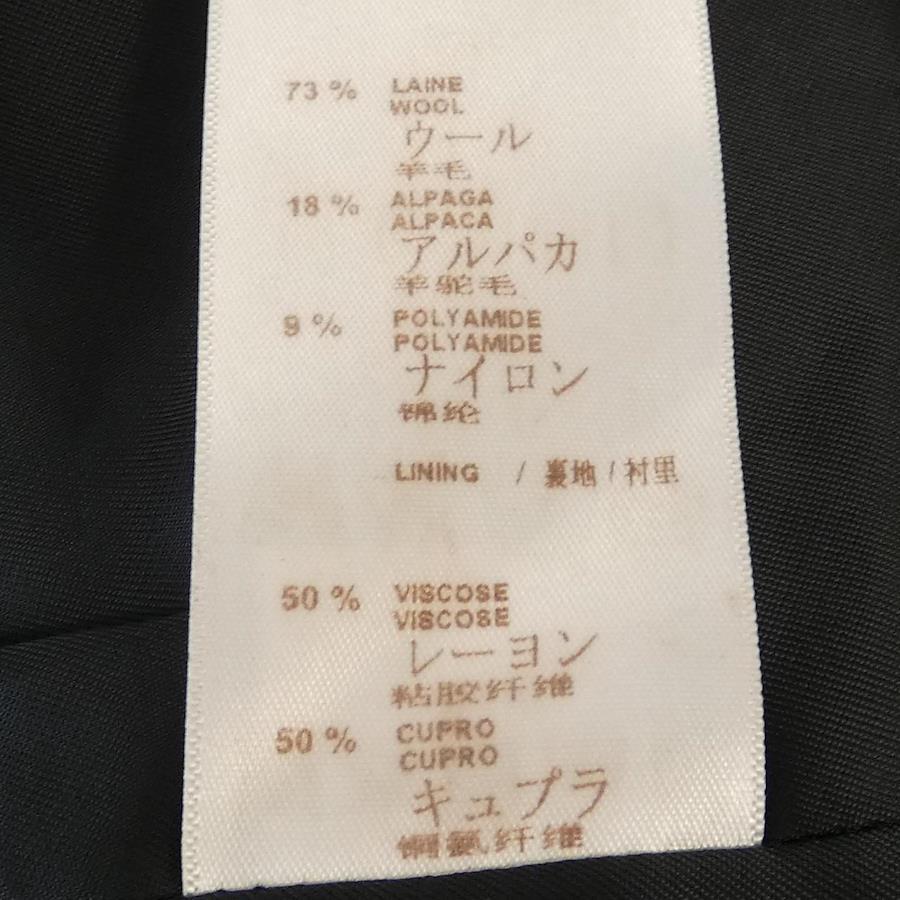 73 % LAINE
WOOL
ウール
羊毛
18 % ALPAGA
ALPACA
アルパカ
羊驼毛
9 % POLYAMIDE
POLYAMIDE
ナイロン
锦纶
LINING / 裏地 / 衬里
50 % VISCOSE
VISCOSE
レーヨン
粘胶纤维
50 % CUPRO
CUPRO
キュプラ
铜氨纤维